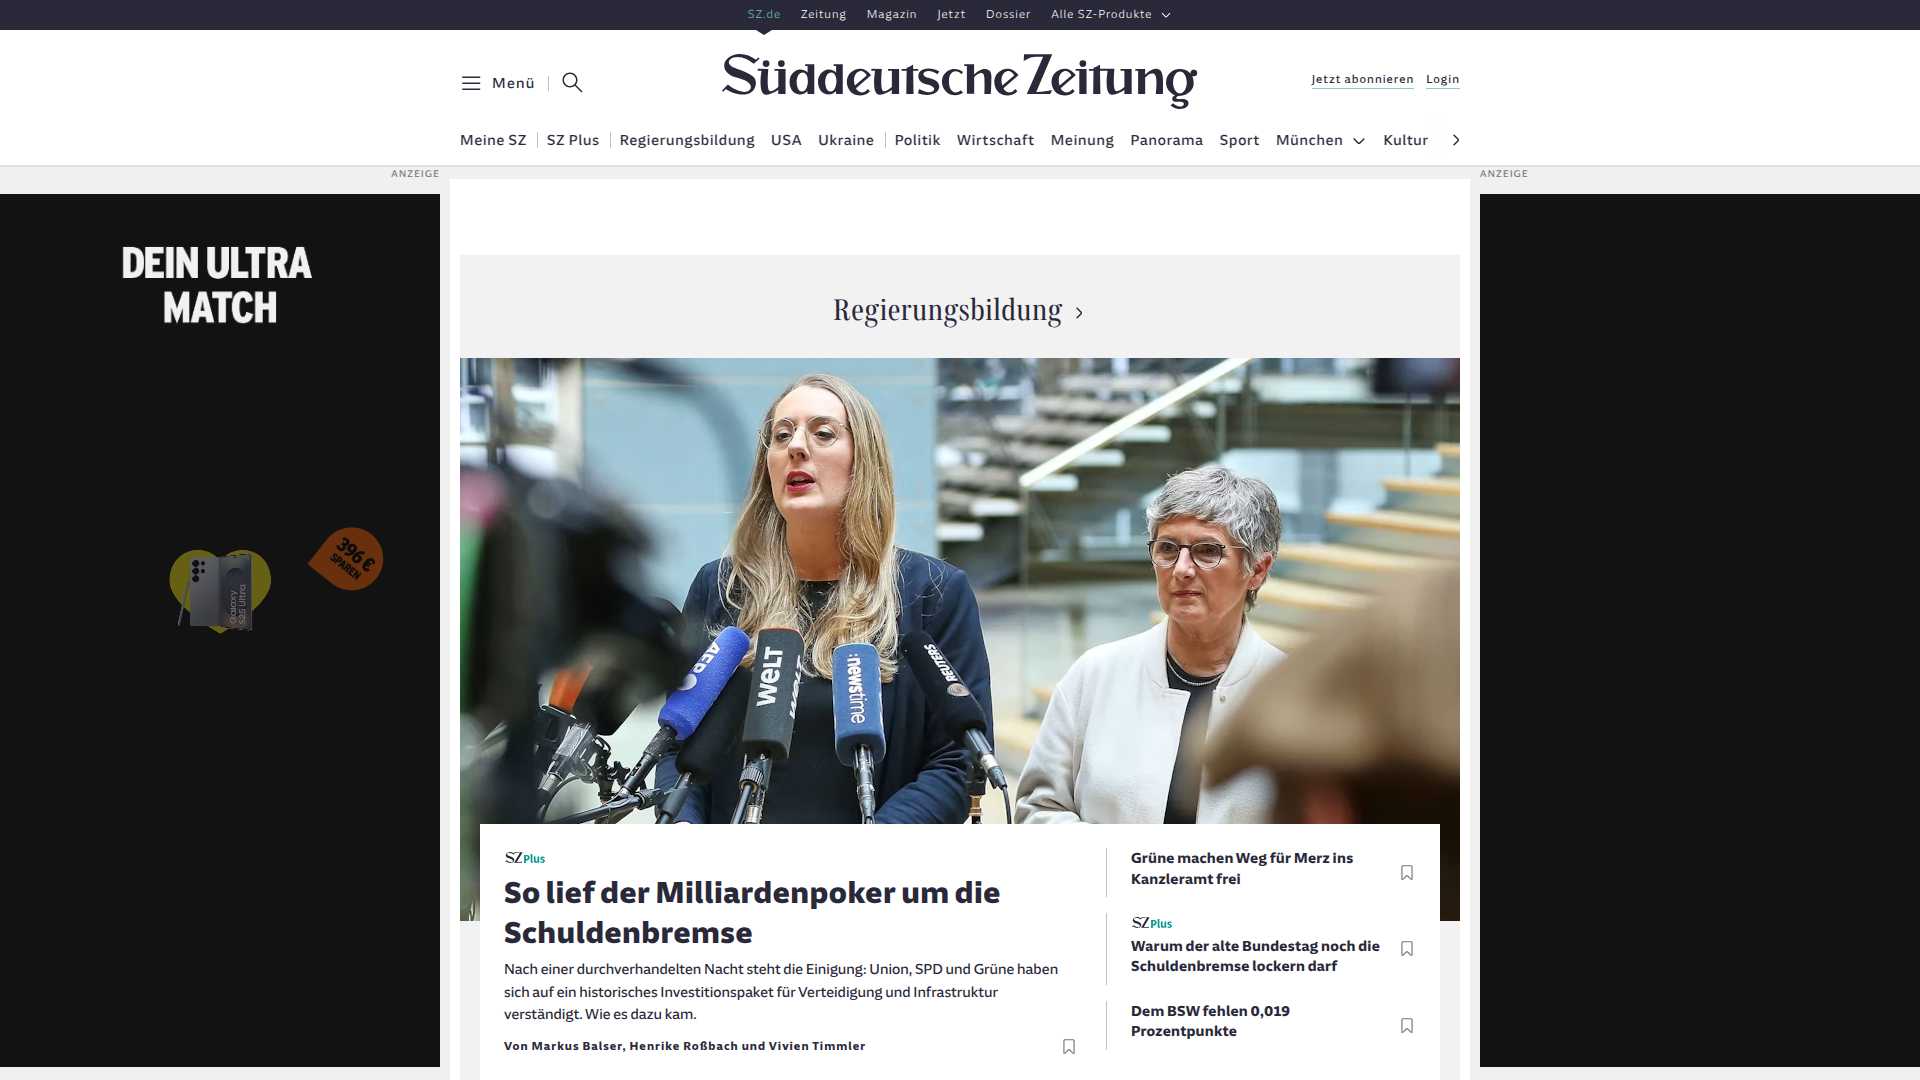 SZ.de Zeitung Magazin Jetzt Dossier Alle SZ-Produkte
Menü
Süddeutsche Zeitung
Jetzt abonnieren Login
Meine SZ SZ Plus Regierungsbildung USA Ukraine Politik Wirtschaft Meinung Panorama Sport München Kultur
ANZEIGE
ANZEIGE
DEIN ULTRA
MATCH
396 €
SPAREN
Galaxy
S25 Ultra
Regierungsbildung
AFP
welt
WELT
:newstime
REUTERS
SZ Plus
So lief der Milliardenpoker um die
Schuldenbremse
Nach einer durchverhandelten Nacht steht die Einigung: Union, SPD und Grüne haben
sich auf ein historisches Investitionspaket für Verteidigung und Infrastruktur
verständigt. Wie es dazu kam.
Von Markus Balser, Henrike Roßbach und Vivien Timmler
Grüne machen Weg für Merz ins
Kanzleramt frei
SZ Plus
Warum der alte Bundestag noch die
Schuldenbremse lockern darf
Dem BSW fehlen 0,019
Prozentpunkte